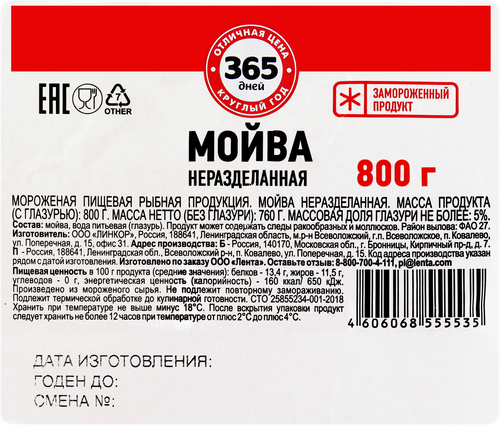 ОТЛИЧНАЯ ЦЕНА
365
дней
КРУГЛЫЙ ГОД
EAC
7
OTHER
ЗАМОРОЖЕННЫЙ
ПРОДУКТ
МОЙВА
НЕРАЗДЕЛАННАЯ
800 г
МОРОЖЕНАЯ ПИЩЕВАЯ РЫБНАЯ ПРОДУКЦИЯ. МОЙВА НЕРАЗДЕЛАННАЯ. МАССА ПРОДУКТА
(С ГЛАЗУРЬЮ): 800 Г. МАССА НЕТТО (БЕЗ ГЛАЗУРИ): 760 Г. МАССОВАЯ ДОЛЯ ГЛАЗУРИ НЕ БОЛЕЕ: 5%.
Состав: мойва, вода питьевая (глазурь). Продукт может содержать следы ракообразных и моллюсков. Район вылова: ФАО 27.
Изготовитель: ООО «ЛИНКОР», Россия, 188641, Ленинградская область, м.р-н Всеволожский, г.п. Всеволожское, п. Ковалево,
ул. Поперечная, д. 15, офис 31. Адрес производства: Б - Россия, 140170, Московская обл., г. Бронницы, Кирпичный пр-д, д. 7.
П - Россия, 188641, Ленинградская обл., Всеволожский р-н, п. Ковалево, ул. Поперечная, д. 15. Код адреса производства указан
рядом с датой изготовления. Изготовлено по заказу ООО «Лента». Оставьте отзыв: 8-800-700-4-111, pl@lenta.com.
Пищевая ценность в 100 г продукта (средние значения): белков - 13,4 г, жиров - 11,5 г,
углеводов - 0 г, энергетическая ценность (калорийность) - 160 ккал/ 650 кДж.
Произведено из мороженого сырья. Не подлежит повторному замораживанию.
Подлежит термической обработке до кулинарной готовности. СТО 25855234-001-2018
Хранить при температуре не выше минус 18°С. После вскрытия упаковки продукт
следует хранить не более 12 часов при температуре от плюс 2°С до плюс 4°С.
4 606068 555535
ДАТА ИЗГОТОВЛЕНИЯ:
ГОДЕН ДО:
СМЕНА №: